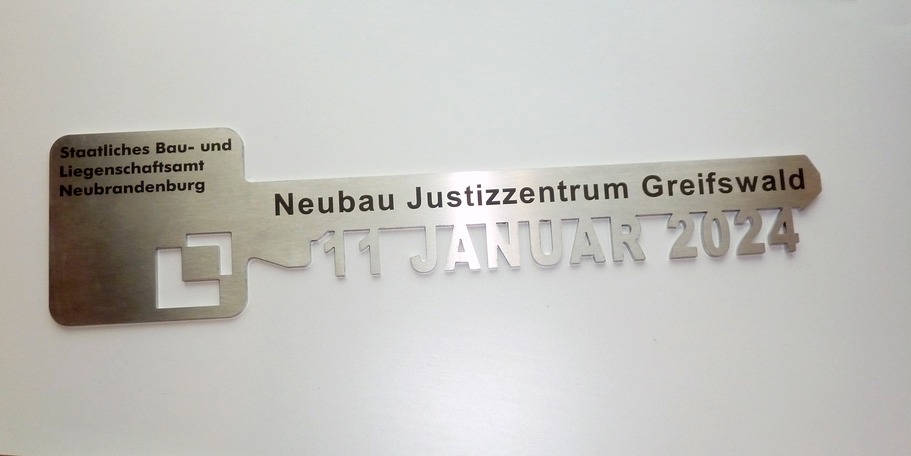 Staatliches Bau- und
Liegenschaftsamt
Neubrandenburg
Neubau Justizzentrum Greifswald
11 JANUAR 2024